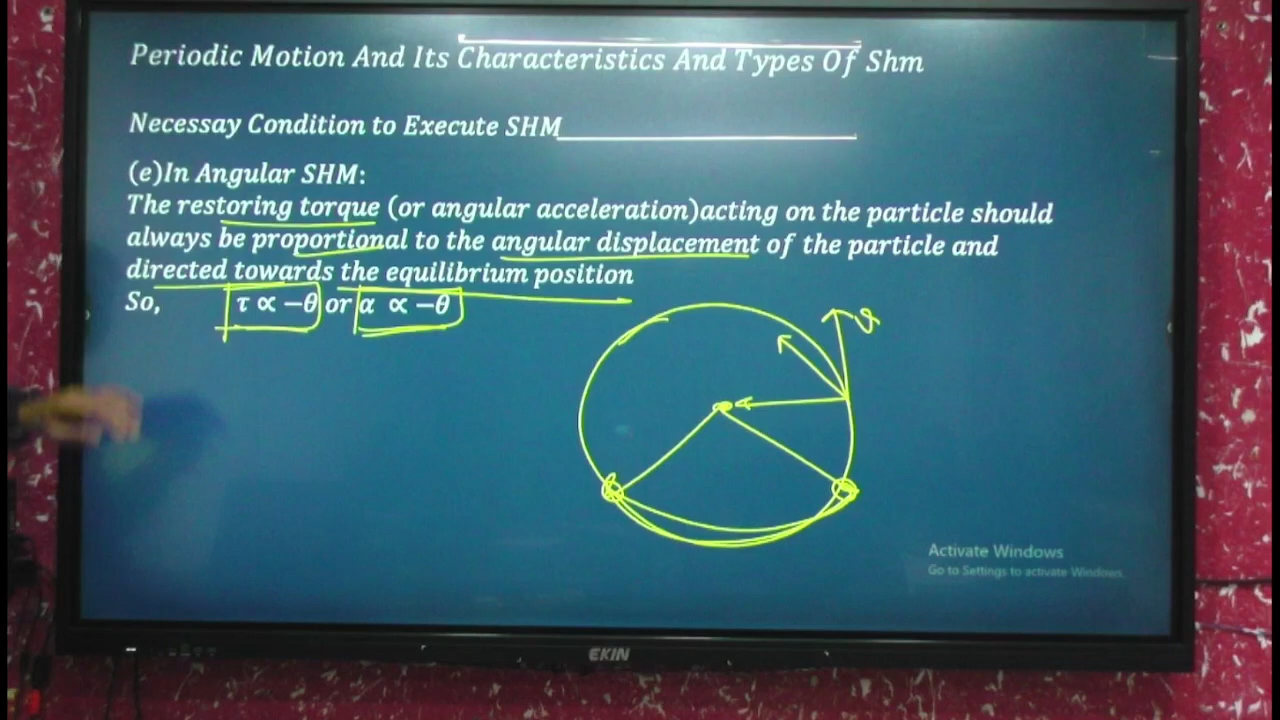 Periodic Motion And Its Characteristics And Types Of Shm
Necessay Condition to Execute SHM
(e)In Angular SHM:
The restoring torque (or angular acceleration)acting on the particle should
always be proportional to the angular displacement of the particle and
directed towards the equilibrium position
So, τ ∝ −θ or α ∝ −θ
Activate Windows
Go to Settings to activate Windows.
EKIN